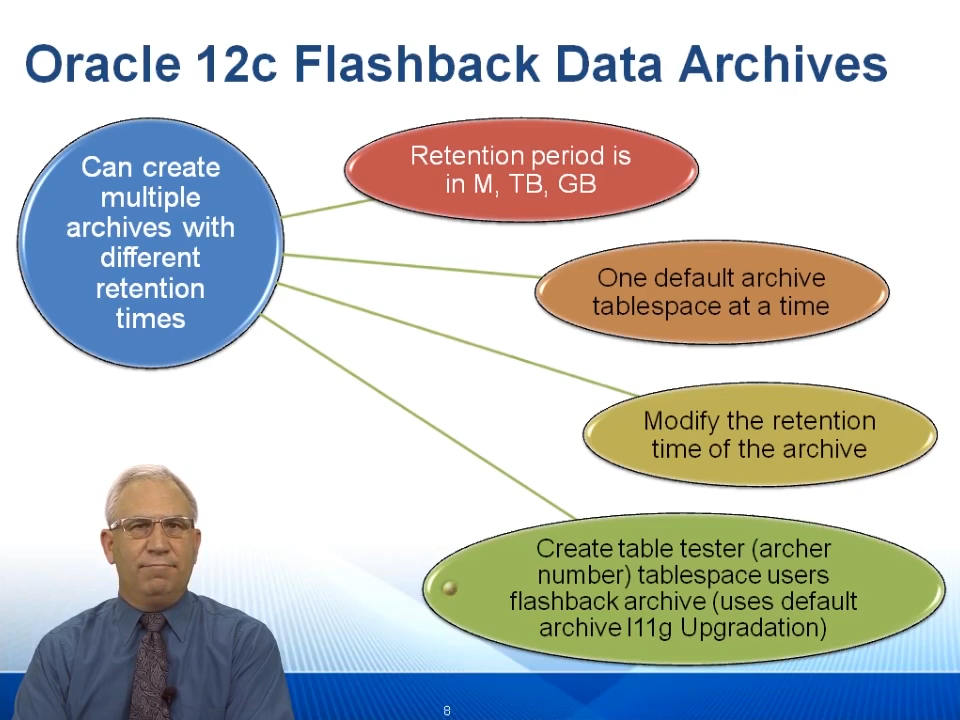 Oracle 12c Flashback Data Archives
Can create
multiple
archives with
different
retention
times
Retention period is
in M, TB, GB
One default archive
tablespace at a time
Modify the retention
time of the archive
Create table tester (archer
number) tablespace users
flashback archive (uses default
archive l11g Upgradation)
8